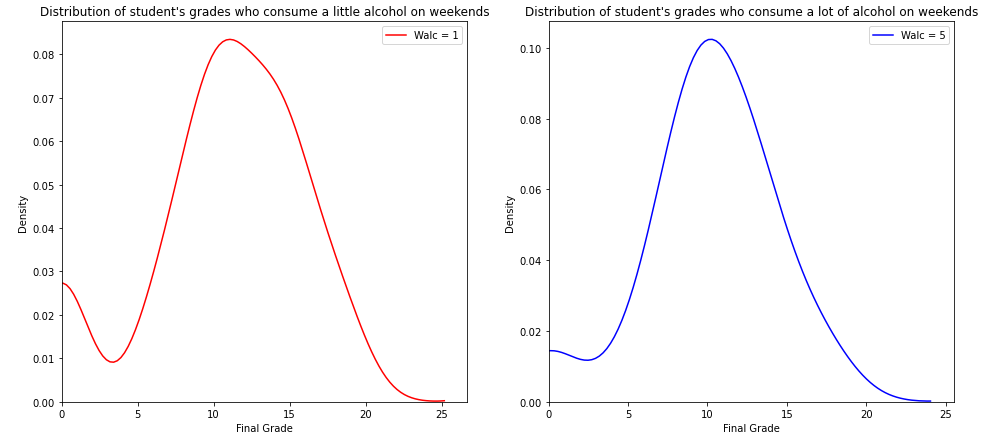 Distribution of student's grades who consume a little alcohol on weekends
Walc = 1
0.08
0.07
0.06
0.05
0.04
0.03
0.02
0.01
0.00
Density
0 5 10 15 20 25
Final Grade
Distribution of student's grades who consume a lot of alcohol on weekends
Walc = 5
0.10
0.08
0.06
0.04
0.02
0.00
Density
0 5 10 15 20 25
Final Grade